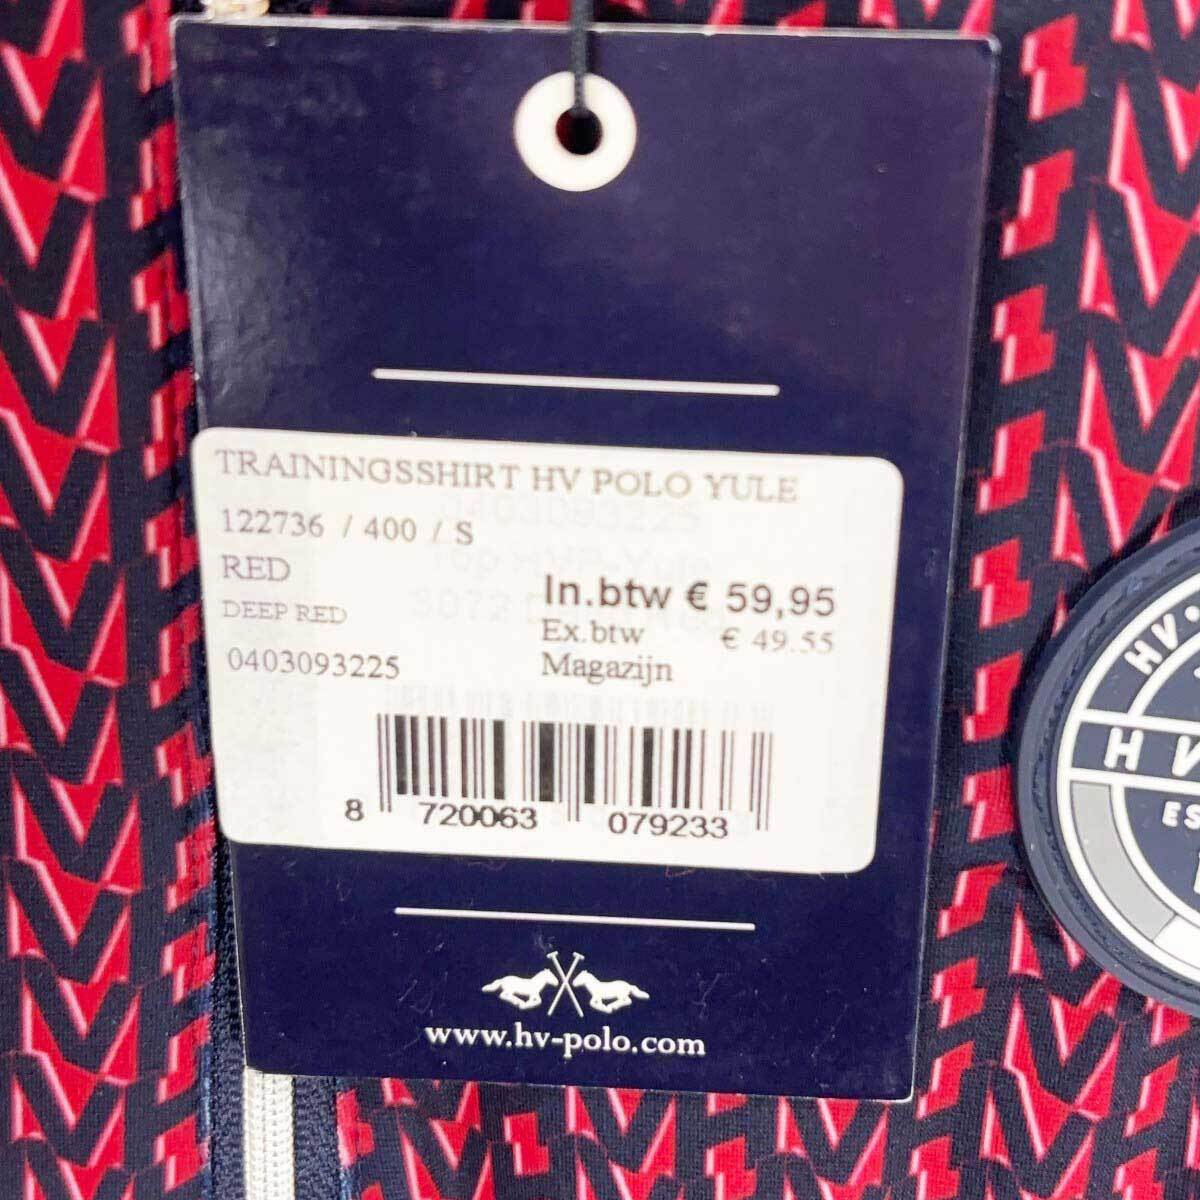 TRAININGSSHIRT HV POLO YULE
122736 / 400 / S
RED
DEEP RED
0403093225
In.btw € 59,95
Ex.btw € 49.55
Magazijn
8 720063 079233
www.hv-polo.com
HV
H V
ES